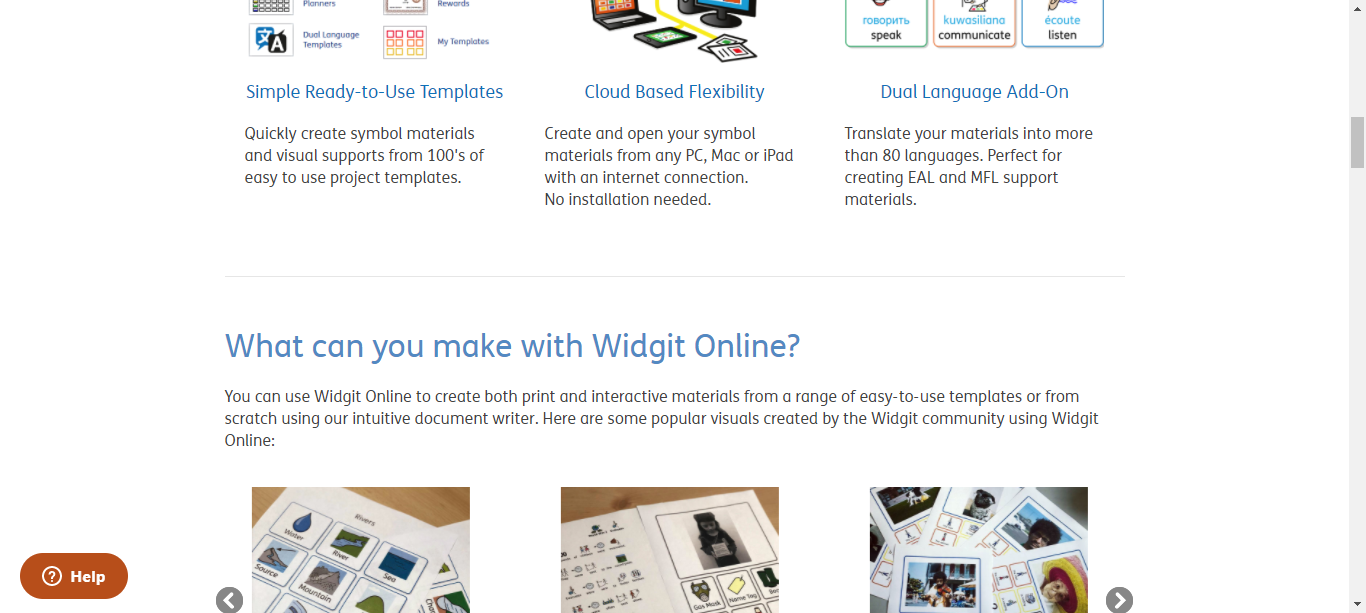 Planners
Rewards
Dual Language
Templates
My Templates
говорить
speak
kuwasiliana
communicate
écoute
listen
Simple Ready-to-Use Templates
Cloud Based Flexibility
Dual Language Add-On
Quickly create symbol materials
and visual supports from 100's of
easy to use project templates.
Create and open your symbol
materials from any PC, Mac or iPad
with an internet connection.
No installation needed.
Translate your materials into more
than 80 languages. Perfect for
creating EAL and MFL support
materials.
What can you make with Widgit Online?
You can use Widgit Online to create both print and interactive materials from a range of easy-to-use templates or from
scratch using our intuitive document writer. Here are some popular visuals created by the Widgit community using Widgit
Online:
Rivers
Water
River
Sea
Source
Mountain
Gas Mask
Name Tag
Help